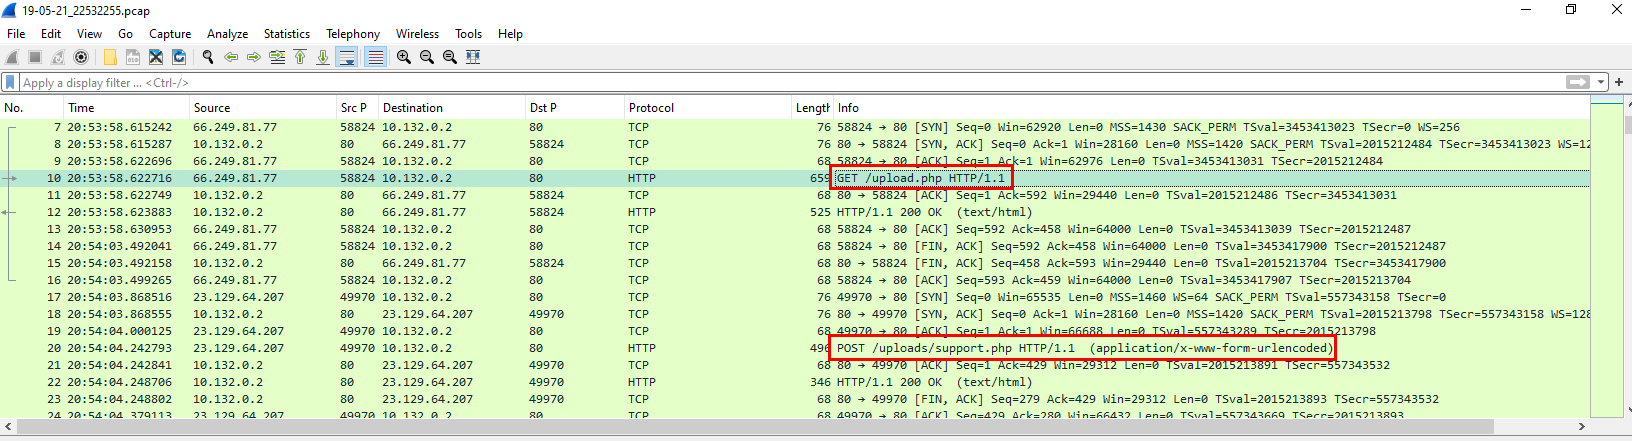 19-05-21_22532255.pcap
File Edit View Go Capture Analyze Statistics Telephony Wireless Tools Help
Apply a display filter ... <Ctrl-/>
No. Time Source Src P Destination Dst P Protocol Length Info
7 20:53:58.615242 66.249.81.77 58824 10.132.0.2 80 TCP 76 58824 → 80 [SYN] Seq=0 Win=62920 Len=0 MSS=1430 SACK_PERM TSval=3453413023 TSecr=0 WS=256
8 20:53:58.615287 10.132.0.2 80 66.249.81.77 58824 TCP 76 80 → 58824 [SYN, ACK] Seq=0 Ack=1 Win=28160 Len=0 MSS=1420 SACK_PERM TSval=2015212484 TSecr=3453413023 WS=12
9 20:53:58.622696 66.249.81.77 58824 10.132.0.2 80 TCP 68 58824 → 80 [ACK] Seq=1 Ack=1 Win=62976 Len=0 TSval=3453413031 TSecr=2015212484
10 20:53:58.622716 66.249.81.77 58824 10.132.0.2 80 HTTP 659 GET /upload.php HTTP/1.1
11 20:53:58.622749 10.132.0.2 80 66.249.81.77 58824 TCP 68 80 → 58824 [ACK] Seq=1 Ack=592 Win=29440 Len=0 TSval=2015212486 TSecr=3453413031
12 20:53:58.623883 10.132.0.2 80 66.249.81.77 58824 HTTP 525 HTTP/1.1 200 OK (text/html)
13 20:53:58.630953 66.249.81.77 58824 10.132.0.2 80 TCP 68 58824 → 80 [ACK] Seq=592 Ack=458 Win=64000 Len=0 TSval=3453413039 TSecr=2015212487
14 20:54:03.492041 66.249.81.77 58824 10.132.0.2 80 TCP 68 58824 → 80 [FIN, ACK] Seq=592 Ack=458 Win=64000 Len=0 TSval=3453417900 TSecr=2015212487
15 20:54:03.492158 10.132.0.2 80 66.249.81.77 58824 TCP 68 80 → 58824 [FIN, ACK] Seq=458 Ack=593 Win=29440 Len=0 TSval=2015213704 TSecr=3453417900
16 20:54:03.499265 66.249.81.77 58824 10.132.0.2 80 TCP 68 58824 → 80 [ACK] Seq=593 Ack=459 Win=64000 Len=0 TSval=3453417907 TSecr=2015213704
17 20:54:03.868516 23.129.64.207 49970 10.132.0.2 80 TCP 76 49970 → 80 [SYN] Seq=0 Win=65535 Len=0 MSS=1460 WS=64 SACK_PERM TSval=557343158 TSecr=0
18 20:54:03.868555 10.132.0.2 80 23.129.64.207 49970 TCP 76 80 → 49970 [SYN, ACK] Seq=0 Ack=1 Win=28160 Len=0 MSS=1420 SACK_PERM TSval=2015213798 TSecr=557343158 WS=128
19 20:54:04.000125 23.129.64.207 49970 10.132.0.2 80 TCP 68 49970 → 80 [ACK] Seq=1 Ack=1 Win=66688 Len=0 TSval=557343289 TSecr=2015213798
20 20:54:04.242793 23.129.64.207 49970 10.132.0.2 80 HTTP 496 POST /uploads/support.php HTTP/1.1 (application/x-www-form-urlencoded)
21 20:54:04.242841 10.132.0.2 80 23.129.64.207 49970 TCP 68 80 → 49970 [ACK] Seq=1 Ack=429 Win=29312 Len=0 TSval=2015213891 TSecr=557343532
22 20:54:04.248706 10.132.0.2 80 23.129.64.207 49970 HTTP 346 HTTP/1.1 200 OK (text/html)
23 20:54:04.248802 10.132.0.2 80 23.129.64.207 49970 TCP 68 80 → 49970 [FIN, ACK] Seq=279 Ack=429 Win=29312 Len=0 TSval=2015213893 TSecr=557343532
24 20:54:04.379113 23.129.64.207 49970 10.132.0.2 80 TCP 68 49970 → 80 [ACK] Seq=429 Ack=280 Win=66432 Len=0 TSval=557343669 TSecr=2015213893